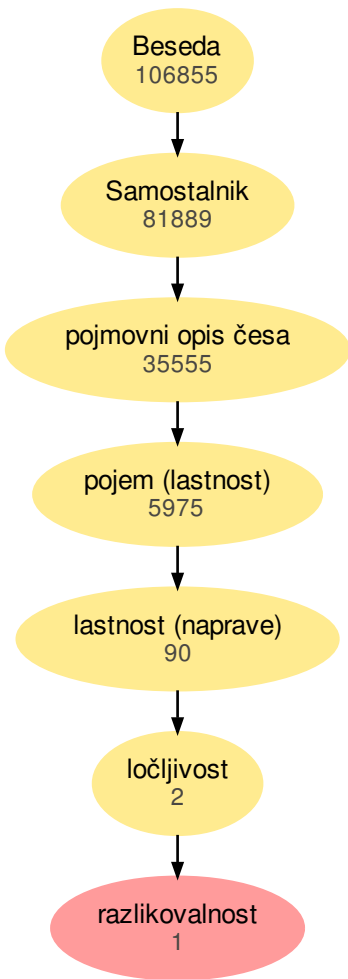 Beseda
106855
Samostalnik
81889
pojmovni opis česa
35555
pojem (lastnost)
5975
lastnost (naprave)
90
ločljivost
2
razlikovalnost
1